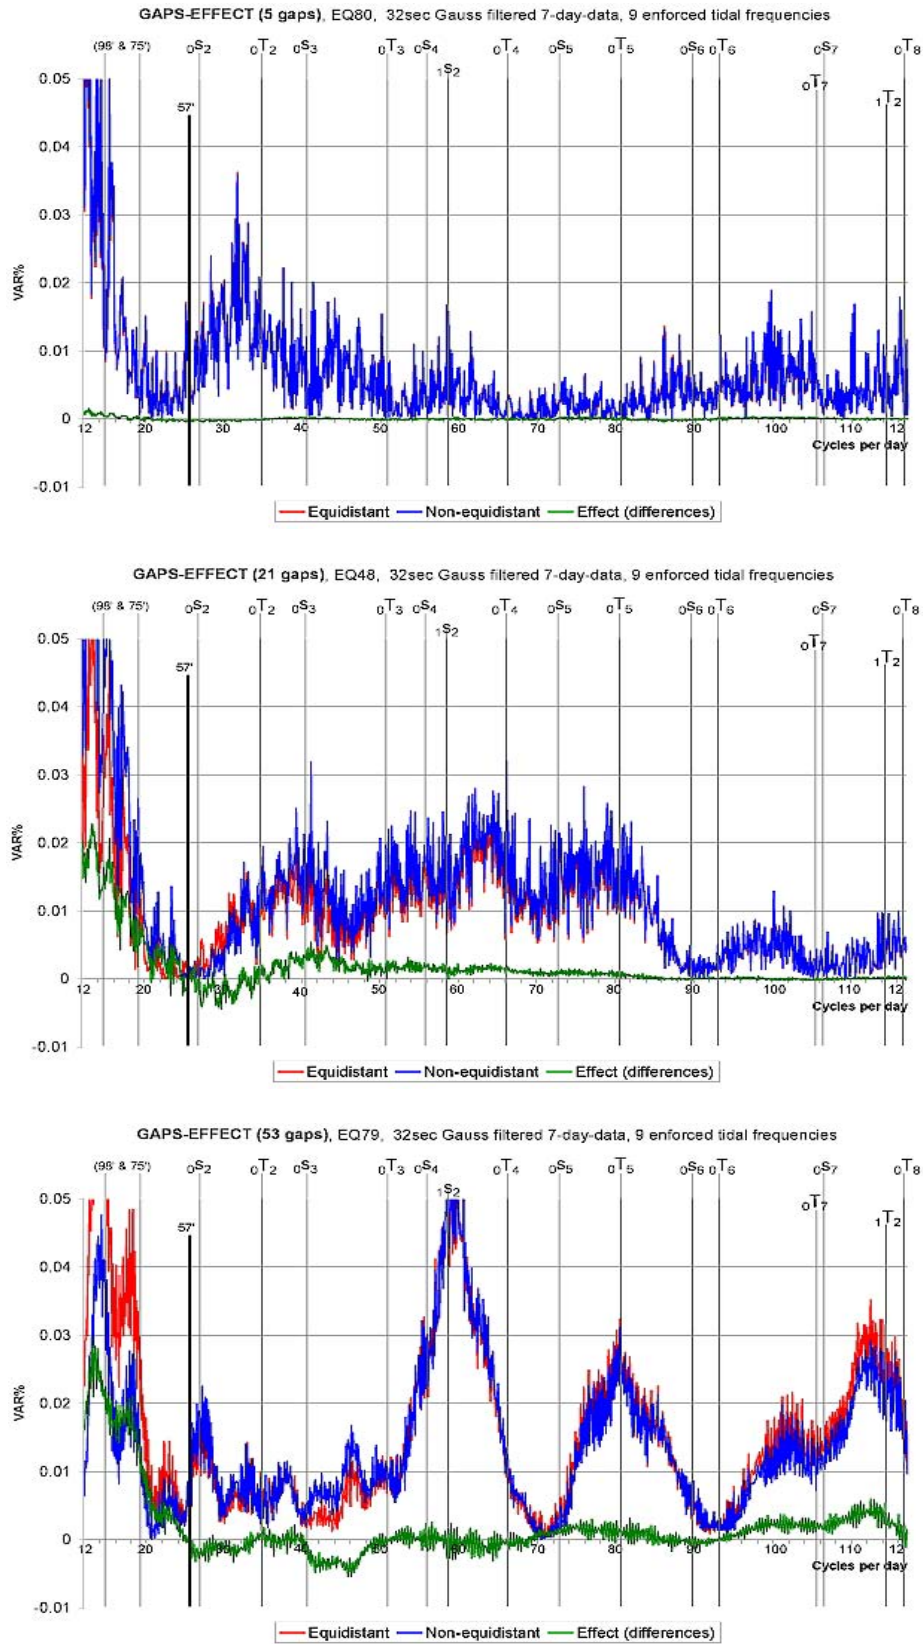 GAPS-EFFECT (5 gaps), EQ80, 32sec Gauss filtered 7-day-data, 9 enforced tidal frequencies
(98' & 75') 0S2 0T2 0S3 0T3 0S4 0T4 0S5 0T5 0S6 0T6 0S7 0T8
1S2
0T7
1T2
57'
0.05
0.04
0.03
0.02
0.01
0
-0.01
VAR%
12 20 30 40 50 60 70 80 90 100 110 12
Cycles per day
Equidistant Non-equidistant Effect (differences)
GAPS-EFFECT (21 gaps), EQ48, 32sec Gauss filtered 7-day-data, 9 enforced tidal frequencies
(98' & 75') 0S2 0T2 0S3 0T3 0S4 0T4 0S5 0T5 0S6 0T6 0S7 0T8
1S2
0T7
1T2
57'
0.05
0.04
0.03
0.02
0.01
0
-0.01
VAR%
12 20 30 40 50 60 70 80 90 100 110 12
Cycles per day
Equidistant Non-equidistant Effect (differences)
GAPS-EFFECT (53 gaps), EQ79, 32sec Gauss filtered 7-day-data, 9 enforced tidal frequencies
(98' & 75') 0S2 0T2 0S3 0T3 0S4 0T4 0S5 0T5 0S6 0T6 0S7 0T8
1S2
0T7
1T2
57'
0.05
0.04
0.03
0.02
0.01
0
-0.01
VAR%
12 20 30 40 50 60 70 80 90 100 110 12
Cycles per day
Equidistant Non-equidistant Effect (differences)